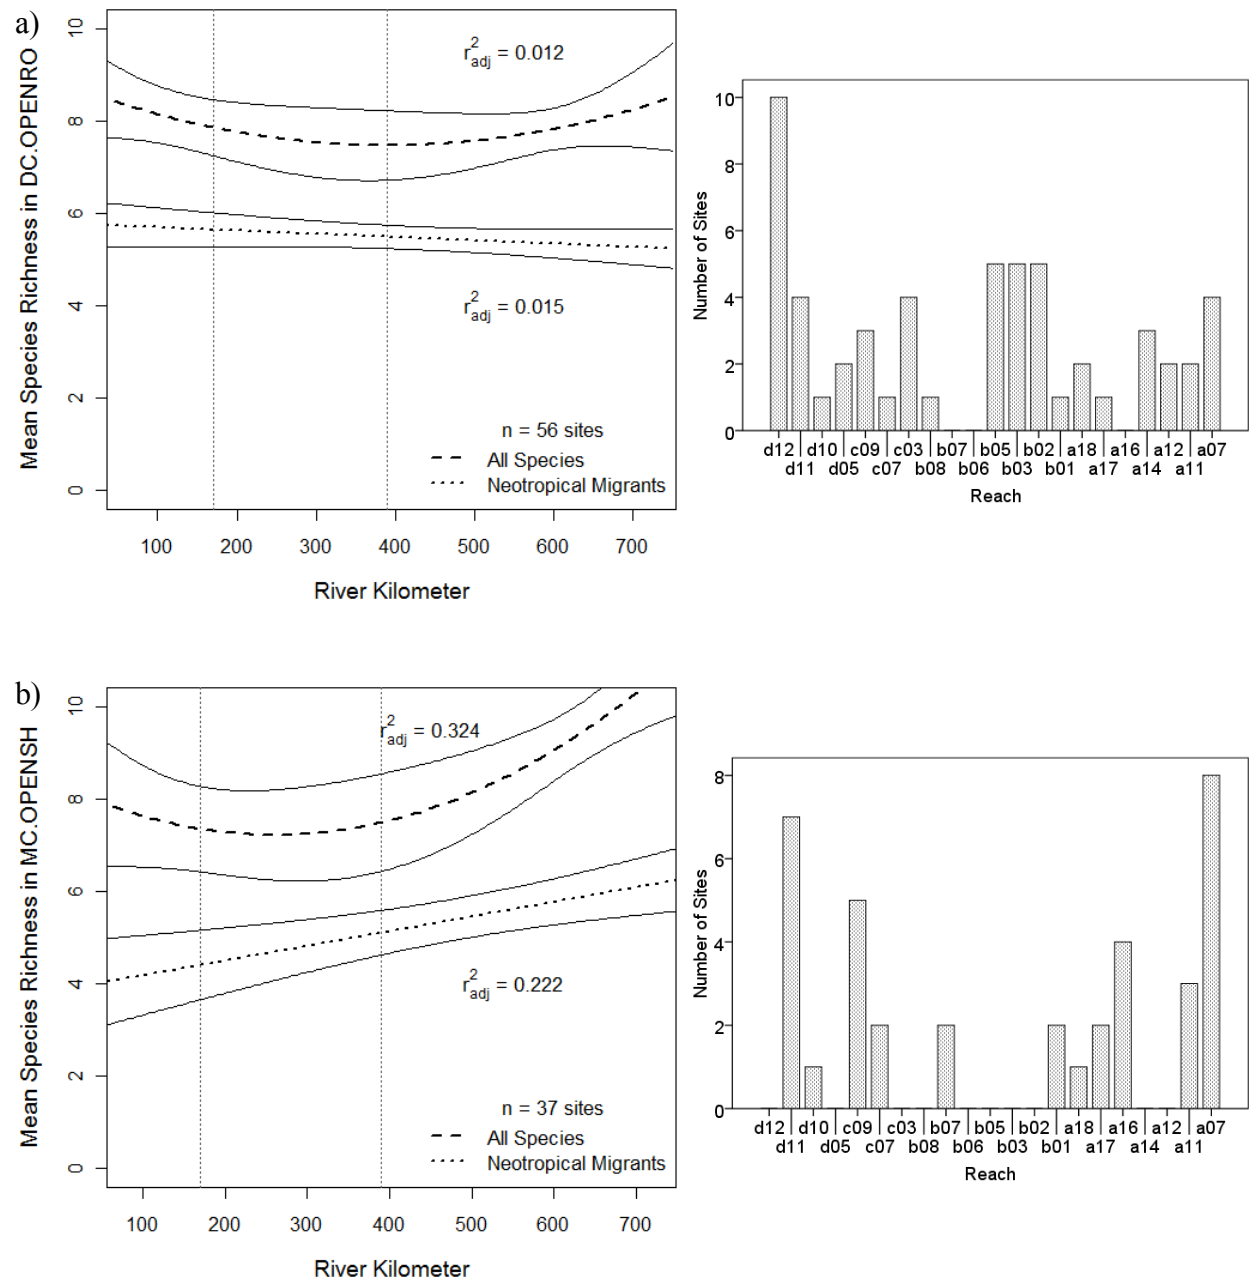 a)
Mean Species Richness in DC.OPENRO
10
8
6
4
2
0
r²adj = 0.012
r²adj = 0.015
n = 56 sites
All Species
Neotropical Migrants
100 200 300 400 500 600 700
River Kilometer
Number of Sites
10
8
6
4
2
0
d12 d10 c09 c03 b07 b05 b02 a18 a16 a12 a07
d11 d05 c07 b08 b06 b03 b01 a17 a14 a11
Reach
b)
Mean Species Richness in MC.OPENSH
10
8
6
4
2
0
r²adj = 0.324
r²adj = 0.222
n = 37 sites
All Species
Neotropical Migrants
100 200 300 400 500 600 700
River Kilometer
Number of Sites
8
6
4
2
0
d12 d10 c09 c03 b07 b05 b02 a18 a16 a12 a07
d11 d05 c07 b08 b06 b03 b01 a17 a14 a11
Reach